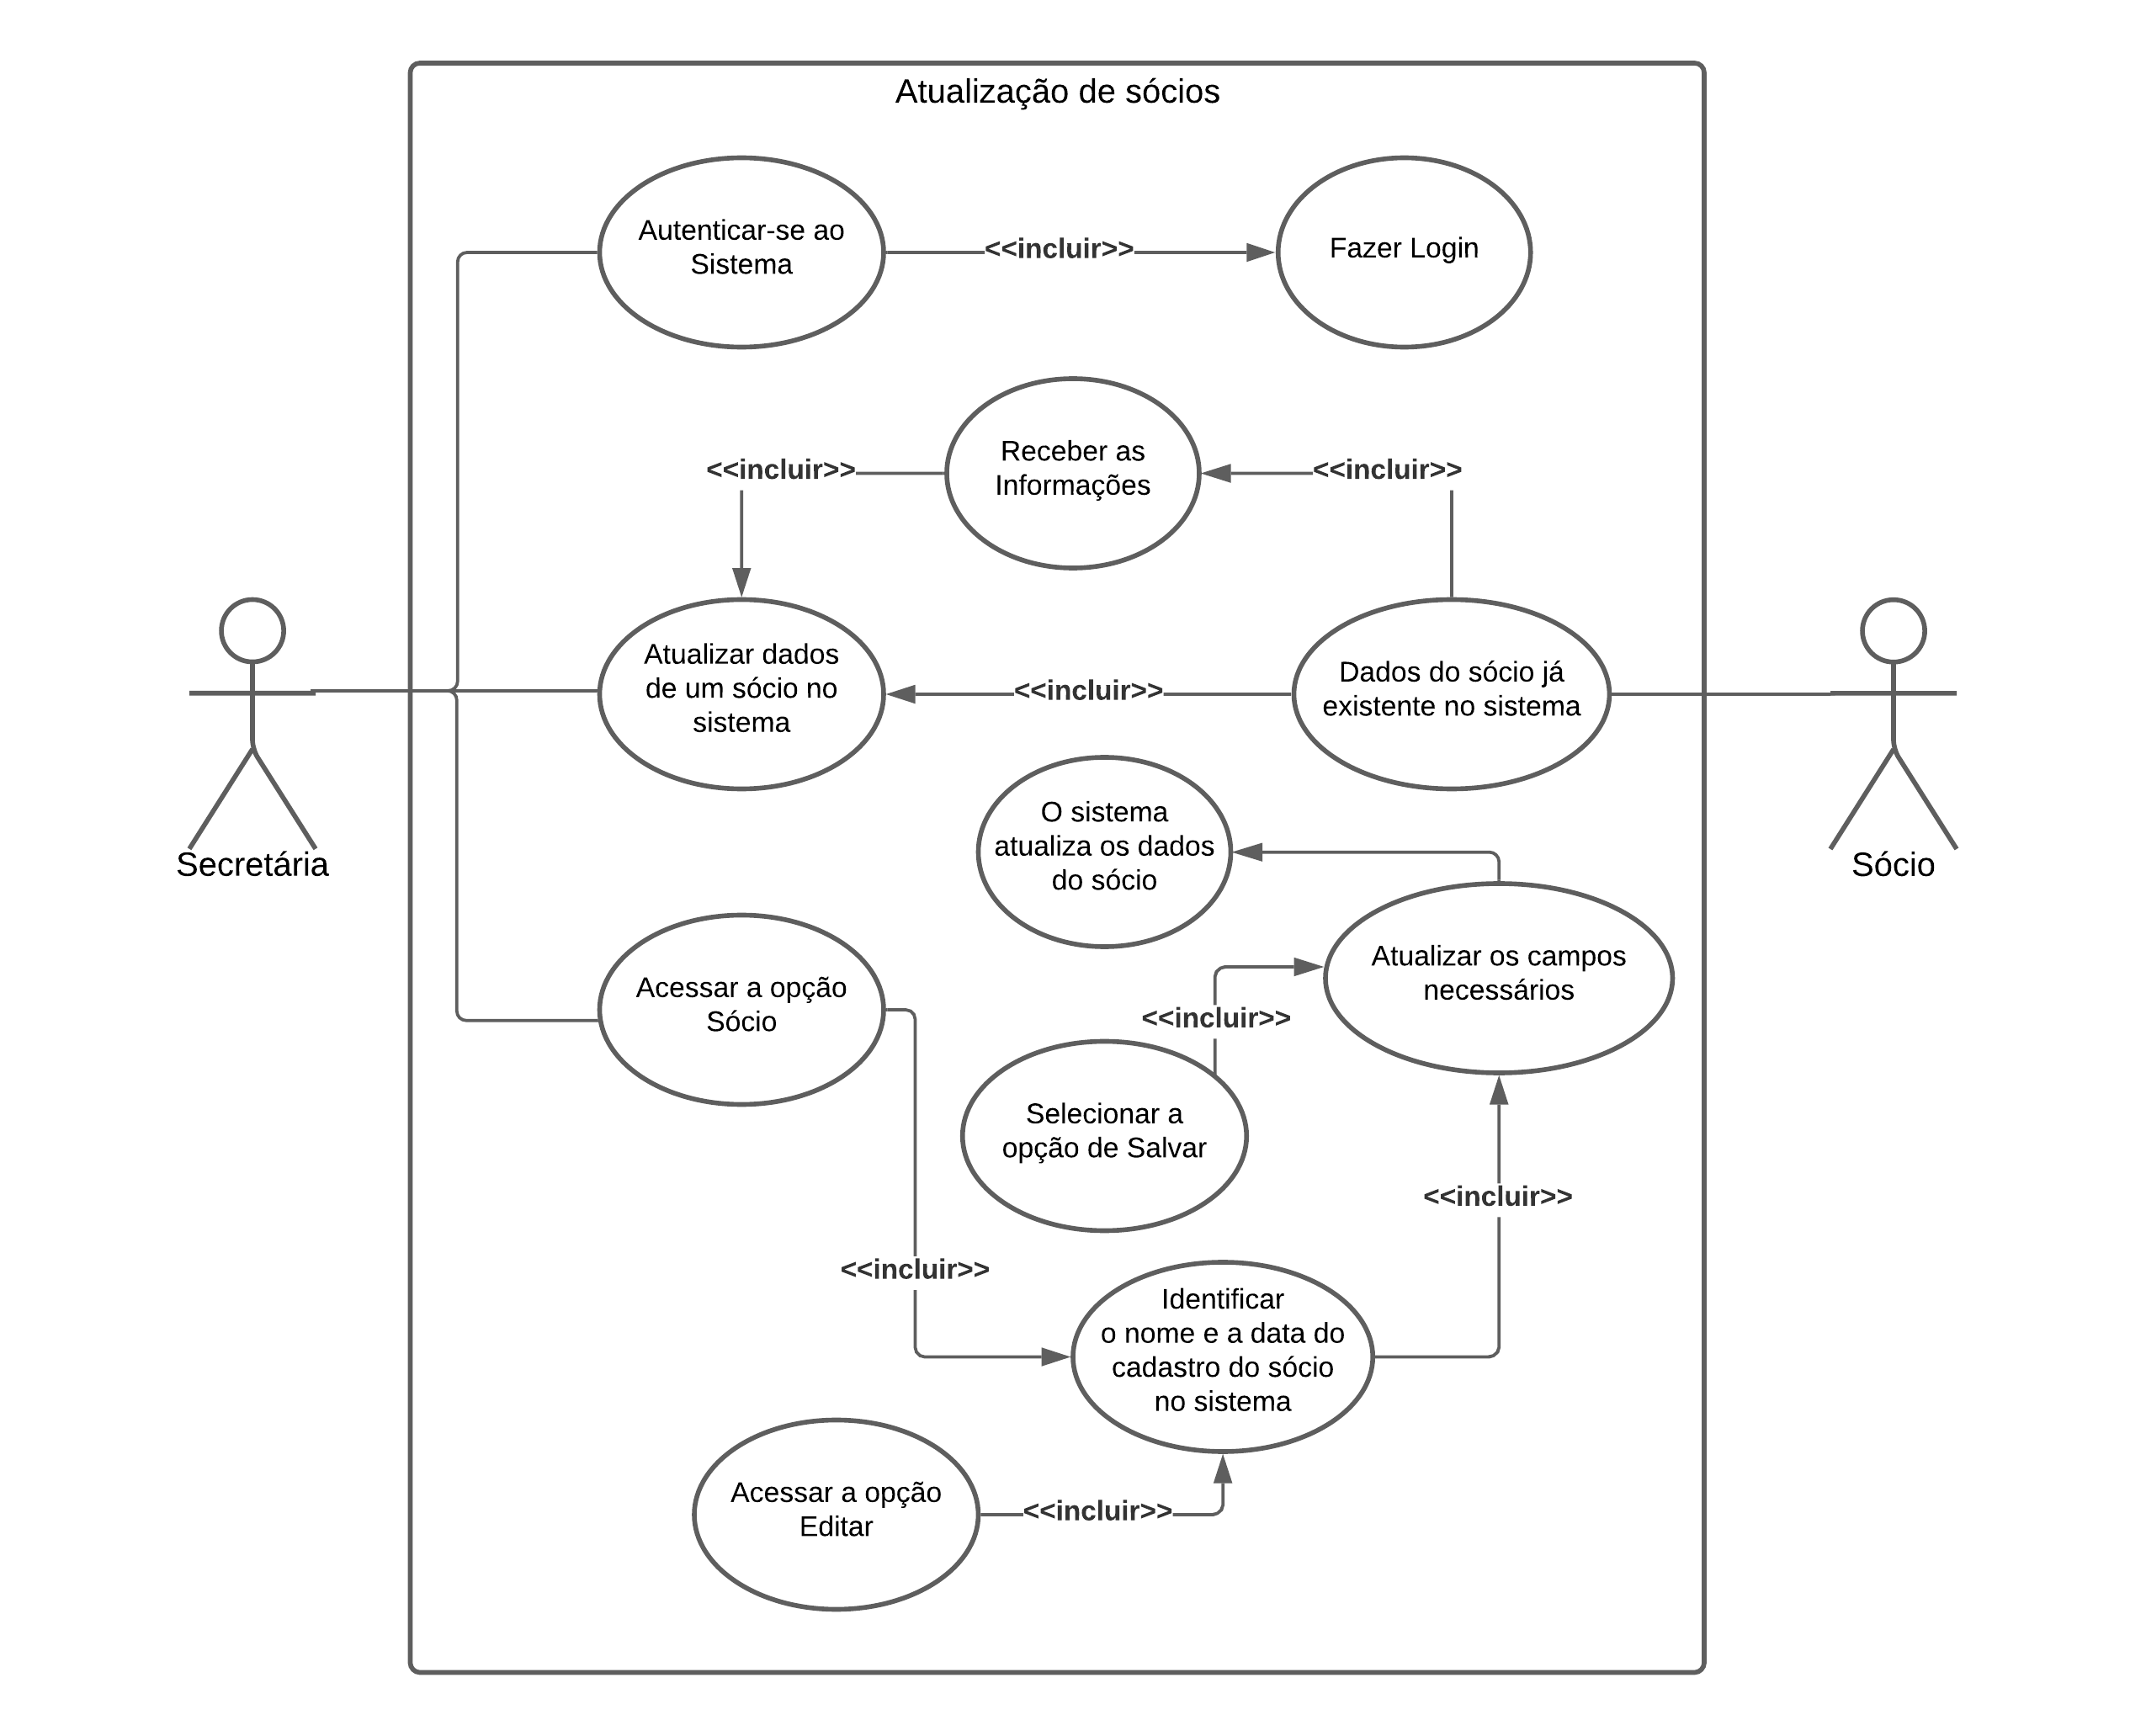 Atualização de sócios
Autenticar-se ao
Sistema
<<incluir>>
Fazer Login
<<incluir>>
Receber as
Informações
<<incluir>>
Atualizar dados
de um sócio no
sistema
<<incluir>>
Dados do sócio já
existente no sistema
Secretária
Sócio
O sistema
atualiza os dados
do sócio
Acessar a opção
Sócio
Atualizar os campos
necessários
<<incluir>>
Selecionar a
opção de Salvar
<<incluir>>
<<incluir>>
Identificar
o nome e a data do
cadastro do sócio
no sistema
Acessar a opção
Editar
<<incluir>>